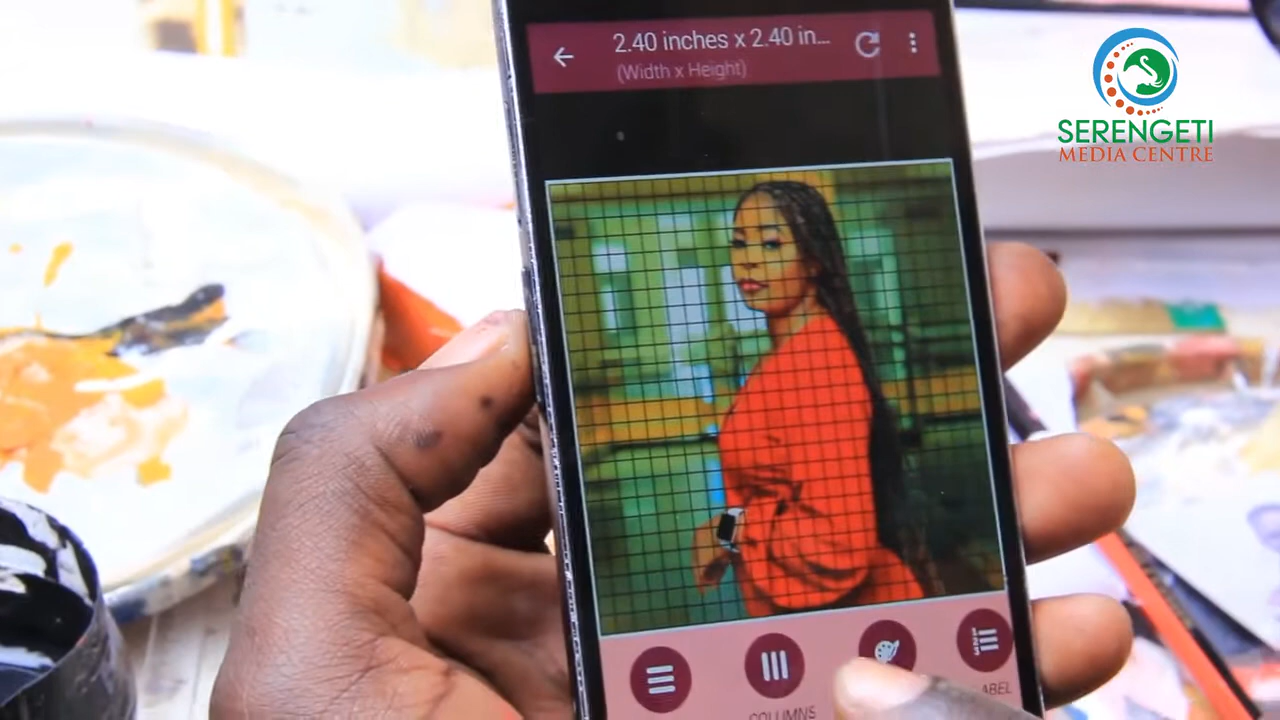 2.40 inches x 2.40 in...
(Width x Height)
SERENGETI
MEDIA CENTRE
COLUMNS